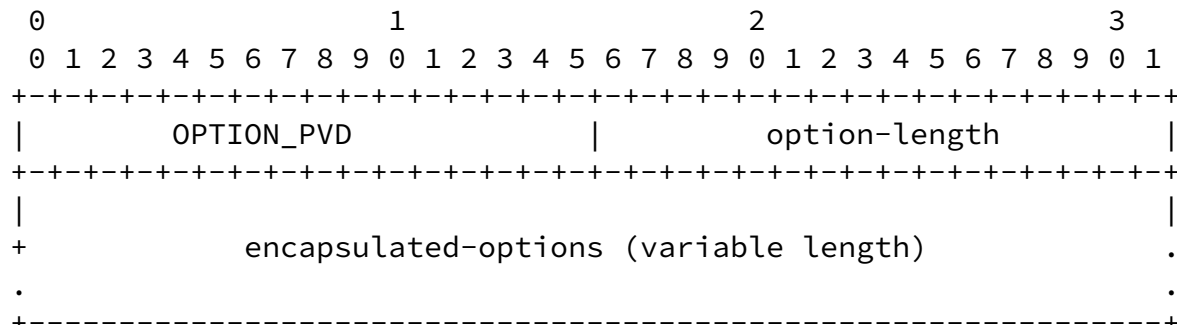 0                   1                   2                   3
 0 1 2 3 4 5 6 7 8 9 0 1 2 3 4 5 6 7 8 9 0 1 2 3 4 5 6 7 8 9 0 1
+-+-+-+-+-+-+-+-+-+-+-+-+-+-+-+-+-+-+-+-+-+-+-+-+-+-+-+-+-+-+-+-+
|        OPTION_PVD             |         option-length         |
+-+-+-+-+-+-+-+-+-+-+-+-+-+-+-+-+-+-+-+-+-+-+-+-+-+-+-+-+-+-+-+-+
|                                                               |
+            encapsulated-options (variable length)             .
.                                                               .
+---------------------------------------------------------------+